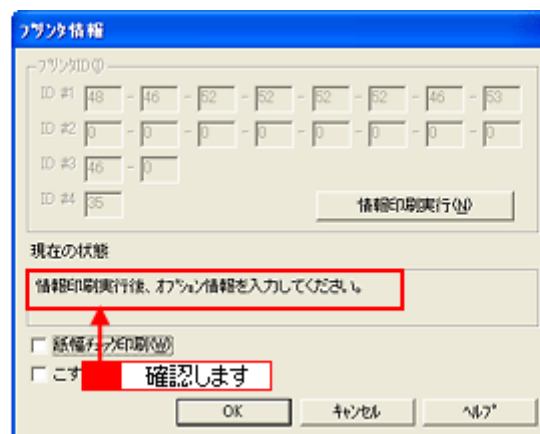 プリンタ情報
プリンタID(I)
ID #1 48 - 46 - 52 - 52 - 52 - 52 - 46 - 53
ID #2 0 - 0 - 0 - 0 - 0 - 0 - 0 - 0
ID #3 46 - 0
ID #4 35
情報印刷実行(N)
現在の状態
情報印刷実行後、オプション情報を入力してください。
紙幅チェック印刷(W)
こす
確認します
OK キャンセル ヘルプ